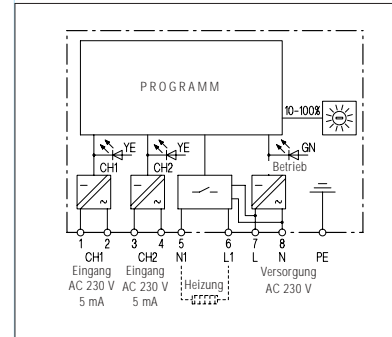 PROGRAMM
10-100%
YE YE GN
CH1 CH2 Betrieb
1 2 3 4 5 6 7 8
CH1 CH2 N1 L1 L N PE
Eingang Eingang Heizung Versorgung
AC 230 V AC 230 V AC 230 V
5 mA 5 mA